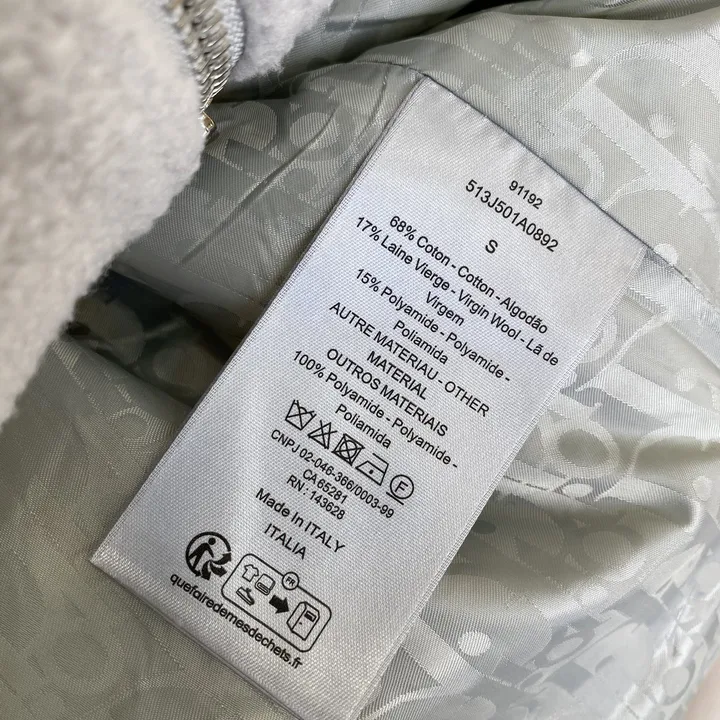 91192
513J501A0892
S
68% Coton - Cotton - Algodão
17% Laine Vierge - Virgin Wool - Lã de
Virgem
15% Polyamide - Polyamide -
Poliamida
AUTRE MATERIAU - OTHER
MATERIAL
OUTROS MATERIAIS
100% Polyamide - Polyamide -
Poliamida
F
CNPJ 02-046-366/0003-99
CA 65281
RN : 143628
Made in ITALY
ITALIA
FR
quefairedemesdechets.fr